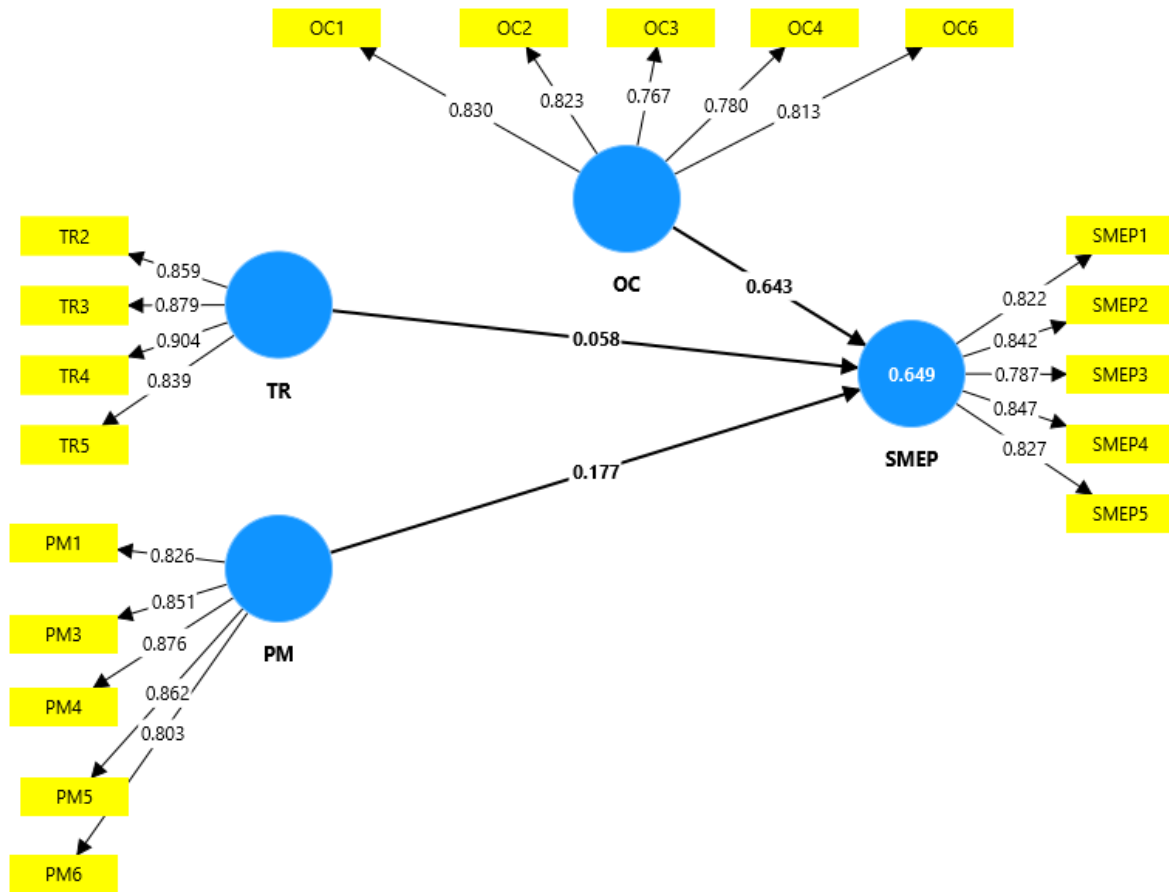 OC1
OC2
OC3
OC4
OC6
0.830
0.823
0.767
0.780
0.813
OC
TR2
TR3
TR4
TR5
0.859
0.879
0.904
0.839
TR
0.643
0.058
0.177
SMEP1
SMEP2
SMEP3
SMEP4
SMEP5
0.822
0.842
0.787
0.847
0.827
0.649
SMEP
PM1
PM3
PM4
PM5
PM6
0.826
0.851
0.876
0.862
0.803
PM